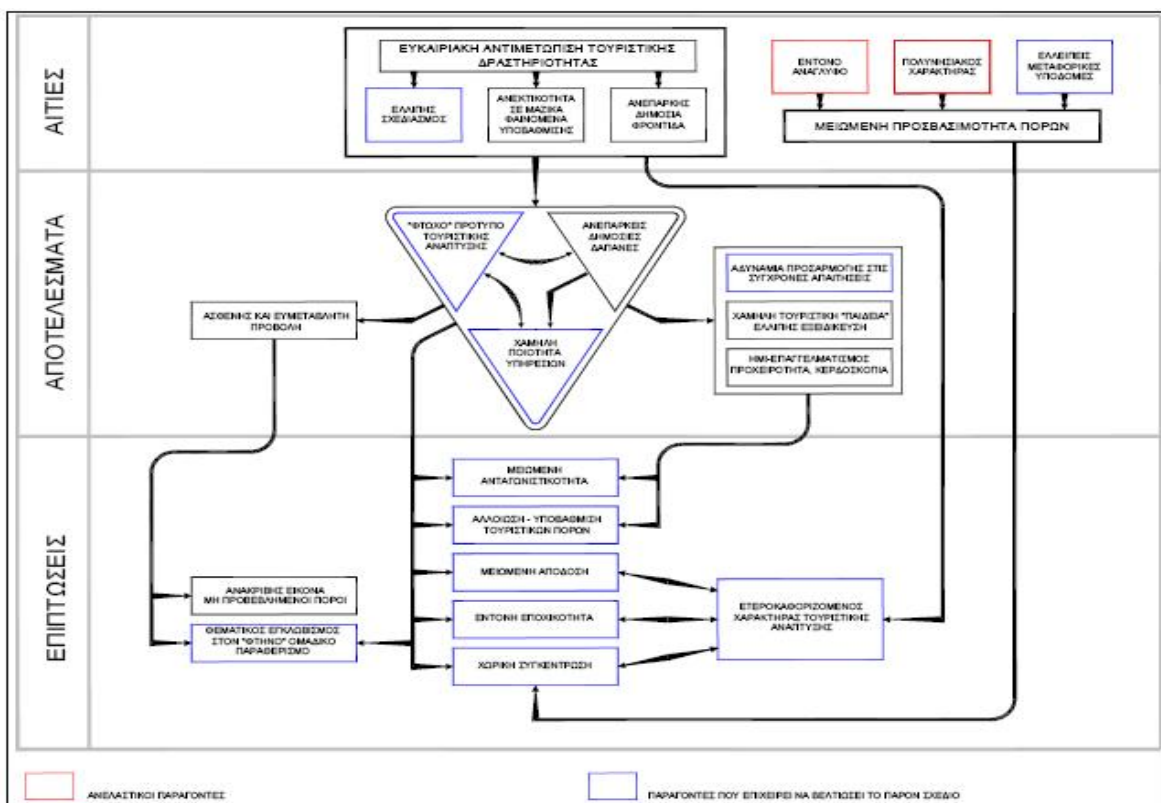 ΑΙΤΙΕΣ
ΕΥΚΑΙΡΙΑΚΗ ΑΝΤΙΜΕΤΩΠΙΣΗ ΤΟΥΡΙΣΤΙΚΗΣ
ΔΡΑΣΤΗΡΙΟΤΗΤΑΣ
ΕΛΛΙΠΗΣ
ΣΧΕΔΙΑΣΜΟΣ
ΑΝΕΚΤΙΚΟΤΗΤΑ
ΣΕ ΜΑΖΙΚΑ
ΦΑΙΝΟΜΕΝΑ
ΥΠΟΒΑΘΜΙΣΗΣ
ΑΝΕΠΑΡΚΗΣ
ΔΗΜΟΣΙΑ
ΦΡΟΝΤΙΔΑ
ΕΝΤΟΝΟ
ΑΝΑΓΛΥΦΟ
ΠΟΛΥΝΗΣΙΑΚΟΣ
ΧΑΡΑΚΤΗΡΑΣ
ΕΛΛΕΙΠΕΙΣ
ΜΕΤΑΦΟΡΙΚΕΣ
ΥΠΟΔΟΜΕΣ
ΜΕΙΩΜΕΝΗ ΠΡΟΣΒΑΣΙΜΟΤΗΤΑ ΠΟΡΩΝ
ΑΠΟΤΕΛΕΣΜΑΤΑ
"ΦΤΩΧΟ" ΠΡΟΤΥΠΟ
ΤΟΥΡΙΣΤΙΚΗΣ
ΑΝΑΠΤΥΣΗΣ
ΑΝΕΠΑΡΚΕΙΣ
ΔΗΜΟΣΙΕΣ
ΔΑΠΑΝΕΣ
ΧΑΜΗΛΗ
ΠΟΙΟΤΗΤΑ
ΥΠΗΡΕΣΙΩΝ
ΑΣΘΕΝΗΣ ΚΑΙ ΕΥΜΕΤΑΒΛΗΤΗ
ΠΡΟΒΟΛΗ
ΑΔΥΝΑΜΙΑ ΠΡΟΣΑΡΜΟΓΗΣ ΣΤΙΣ
ΣΥΓΧΡΟΝΕΣ ΑΠΑΙΤΗΣΕΙΣ
ΧΑΜΗΛΗ ΤΟΥΡΙΣΤΙΚΗ "ΠΑΙΔΕΙΑ"
ΕΛΛΙΠΗΣ ΕΞΕΙΔΙΚΕΥΣΗ
ΗΜΙ-ΕΠΑΓΓΕΛΜΑΤΙΣΜΟΣ
ΠΡΟΧΕΙΡΟΤΗΤΑ, ΚΕΡΔΟΣΚΟΠΙΑ
ΕΠΙΠΤΩΣΕΙΣ
ΜΕΙΩΜΕΝΗ
ΑΝΤΑΓΩΝΙΣΤΙΚΟΤΗΤΑ
ΑΛΛΟΙΩΣΗ - ΥΠΟΒΑΘΜΙΣΗ
ΤΟΥΡΙΣΤΙΚΩΝ ΠΟΡΩΝ
ΜΕΙΩΜΕΝΗ ΑΠΟΔΟΣΗ
ΕΝΤΟΝΗ ΕΠΟΧΙΚΟΤΗΤΑ
ΧΩΡΙΚΗ ΣΥΓΚΕΝΤΡΩΣΗ
ΑΝΑΚΡΙΒΗΣ ΕΙΚΟΝΑ
ΜΗ ΠΡΟΒΕΒΛΗΜΕΝΟΙ ΠΟΡΟΙ
ΘΕΜΑΤΙΚΟΣ ΕΓΚΛΩΒΙΣΜΟΣ
ΣΤΟΝ "ΦΤΗΝΟ" ΟΜΑΔΙΚΟ
ΠΑΡΑΘΕΡΙΣΜΟ
ΕΤΕΡΟΚΑΘΟΡΙΖΟΜΕΝΟΣ
ΧΑΡΑΚΤΗΡΑΣ ΤΟΥΡΙΣΤΙΚΗΣ
ΑΝΑΠΤΥΞΗΣ
ΑΝΕΛΑΣΤΙΚΟΙ ΠΑΡΑΓΟΝΤΕΣ
ΠΑΡΑΓΟΝΤΕΣ ΠΟΥ ΕΠΙΧΕΙΡΕΙ ΝΑ ΒΕΛΤΙΩΣΕΙ ΤΟ ΠΑΡΟΝ ΣΧΕΔΙΟ